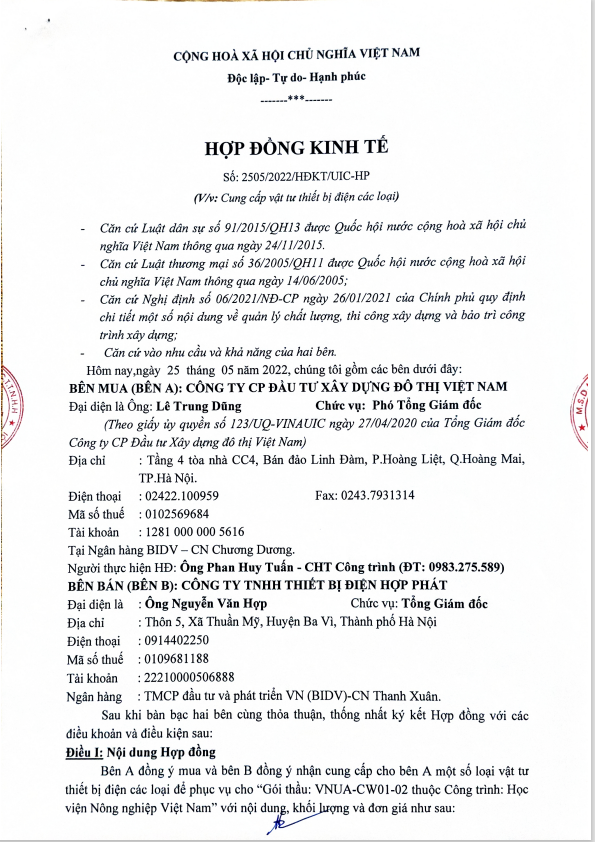 CỘNG HOÀ XÃ HỘI CHỦ NGHĨA VIỆT NAM
Độc lập- Tự do- Hạnh phúc
-------***-------
HỢP ĐỒNG KINH TẾ
Số: 2505/2022/HĐKT/UIC-HP
(V/v: Cung cấp vật tư thiết bị điện các loại)
- Căn cứ Luật dân sự số 91/2015/QH13 được Quốc hội nước cộng hoà xã hội chủ
nghĩa Việt Nam thông qua ngày 24/11/2015.
- Căn cứ Luật thương mại số 36/2005/QH11 được Quốc hội nước cộng hoà xã hội
chủ nghĩa Việt Nam thông qua ngày 14/06/2005;
- Căn cứ Nghị định số 06/2021/NĐ-CP ngày 26/01/2021 của Chính phủ quy định
chi tiết một số nội dung về quản lý chất lượng, thi công xây dựng và bảo trì công
trình xây dựng;
- Căn cứ vào nhu cầu và khả năng của hai bên.
Hôm nay,ngày 25 tháng 05 năm 2022, chúng tôi gồm các bên dưới đây:
BÊN MUA (BÊN A): CÔNG TY CP ĐẦU TƯ XÂY DỰNG ĐÔ THỊ VIỆT NAM
Đại diện là Ông: Lê Trung Dũng Chức vụ: Phó Tổng Giám đốc
(Theo giấy ủy quyền số 123/UQ-VINAUIC ngày 27/04/2020 của Tổng Giám đốc
Công ty CP Đầu tư Xây dựng đô thị Việt Nam)
Địa chỉ : Tầng 4 tòa nhà CC4, Bán đảo Linh Đàm, P.Hoàng Liệt, Q.Hoàng Mai,
TP.Hà Nội.
Điện thoại : 02422.100959 Fax: 0243.7931314
Mã số thuế : 0102569684
Tài khoản : 1281 000 000 5616
Tại Ngân hàng BIDV – CN Chương Dương.
Người thực hiện HĐ: Ông Phan Huy Tuấn - CHT Công trình (ĐT: 0983.275.589)
BÊN BÁN (BÊN B): CÔNG TY TNHH THIẾT BỊ ĐIỆN HỢP PHÁT
Đại diện là : Ông Nguyễn Văn Hợp Chức vụ: Tổng Giám đốc
Địa chỉ : Thôn 5, Xã Thuần Mỹ, Huyện Ba Vì, Thành phố Hà Nội
Điện thoại : 0914402250
Mã số thuế : 0109681188
Tài khoản : 22210000506888
Ngân hàng : TMCP đầu tư và phát triển VN (BIDV)-CN Thanh Xuân.
Sau khi bàn bạc hai bên cùng thỏa thuận, thống nhất ký kết Hợp đồng với các
điều khoản và điều kiện sau:
Điều I: Nội dung Hợp đồng
Bên A đồng ý mua và bên B đồng ý nhận cung cấp cho bên A một số loại vật tư
thiết bị điện các loại để phục vụ cho “Gói thầu: VNUA-CW01-02 thuộc Công trình: Học
viện Nông nghiệp Việt Nam” với nội dung, khối lượng và đơn giá như sau: